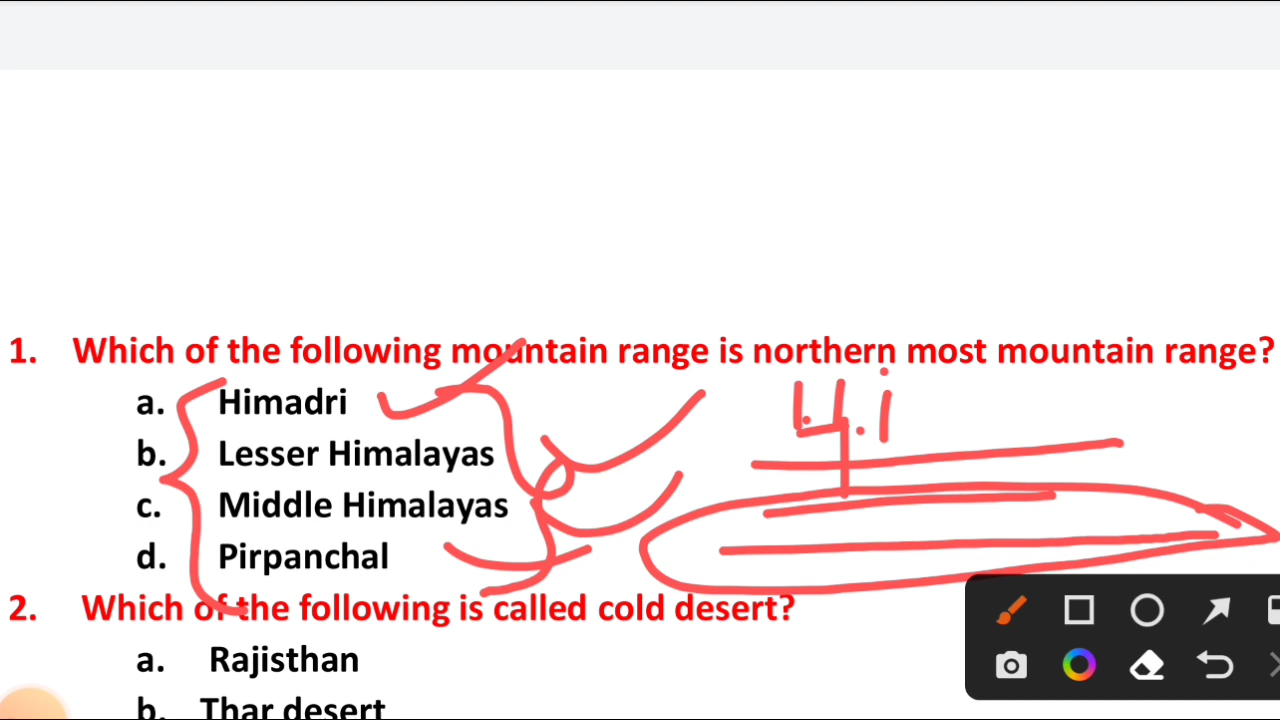 1. Which of the following mountain range is northern most mountain range?
a. Himadri
b. Lesser Himalayas
c. Middle Himalayas
d. Pirpanchal
2. Which of the following is called cold desert?
a. Rajisthan
b. Thar desert